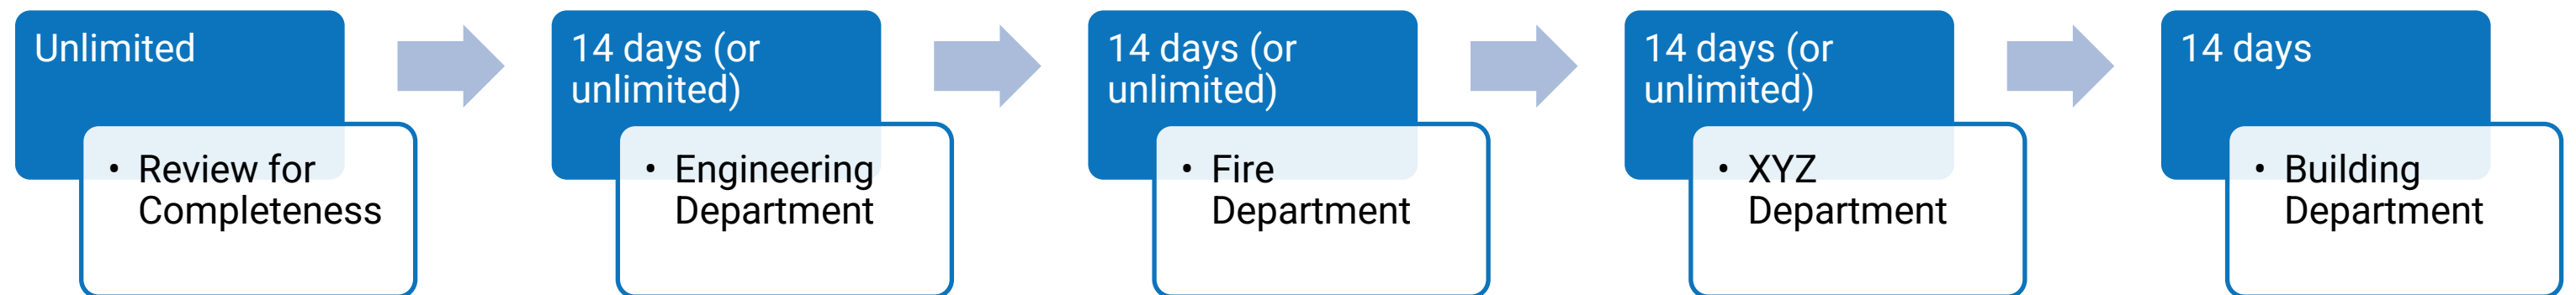 Unlimited
• Review for
Completeness
14 days (or
unlimited)
• Engineering
Department
14 days (or
unlimited)
• Fire
Department
14 days (or
unlimited)
• XYZ
Department
14 days
• Building
Department